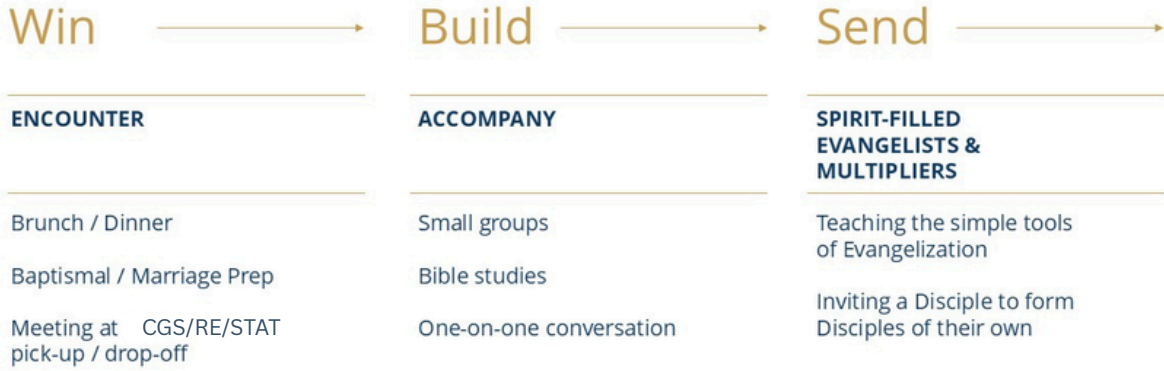 Win
Build
Send
ENCOUNTER
ACCOMPANY
SPIRIT-FILLED
EVANGELISTS &
MULTIPLIERS
Brunch / Dinner
Baptismal / Marriage Prep
Meeting at CGS/RE/STAT
pick-up / drop-off
Small groups
Bible studies
One-on-one conversation
Teaching the simple tools
of Evangelization
Inviting a Disciple to form
Disciples of their own